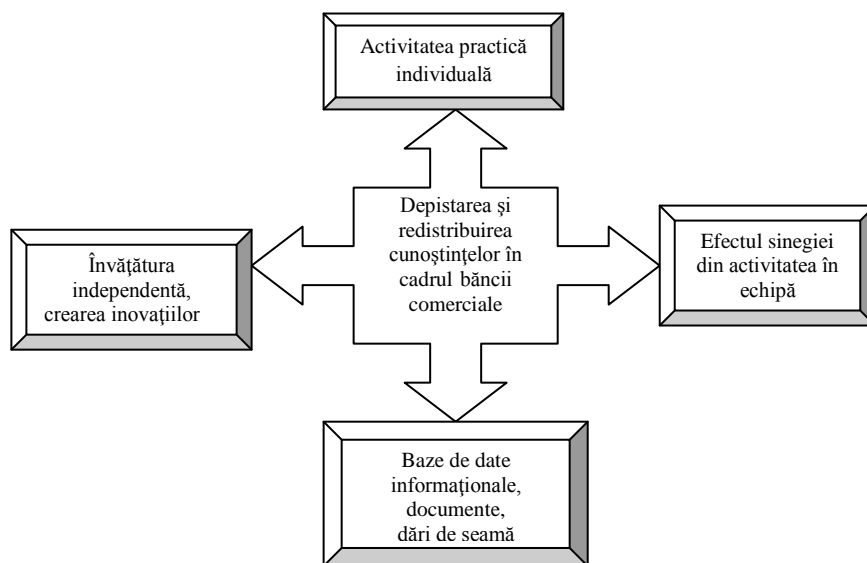 Activitatea practică
individuală
Depistarea şi
redistribuirea
cunoştinţelor în
cadrul băncii
comerciale
Învăţătura
independentă,
crearea inovaţiilor
Efectul sinegiei
din activitatea în
echipă
Baze de date
informaţionale,
documente,
dări de seamă